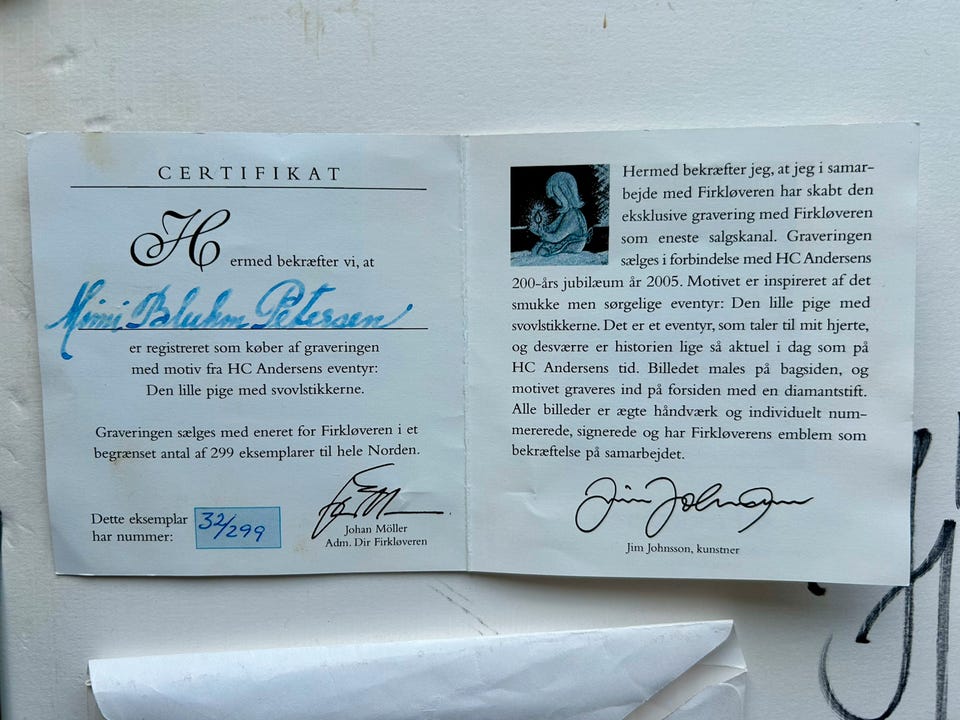 CERTIFIKAT
Hermed bekræfter vi, at
Mimi Bluhm Petersen
er registreret som køber af graveringen
med motiv fra HC Andersens eventyr:
Den lille pige med svovlstikkerne.
Graveringen sælges med eneret for Firkløveren i et
begrænset antal af 299 eksemplarer til hele Norden.
Dette eksemplar
har nummer:
32/299
Johan Möller
Adm. Dir Firkløveren
Hermed bekræfter jeg, at jeg i samar-
bejde med Firkløveren har skabt den
eksklusive gravering med Firkløveren
som eneste salgskanal. Graveringen
sælges i forbindelse med HC Andersens
200-års jubilæum år 2005. Motivet er inspireret af det
smukke men sørgelige eventyr: Den lille pige med
svovlstikkerne. Det er et eventyr, som taler til mit hjerte,
og desværre er historien lige så aktuel i dag som på
HC Andersens tid. Billedet males på bagsiden, og
motivet graveres ind på forsiden med en diamantstift.
Alle billeder er ægte håndværk og individuelt num-
mererede, signerede og har Firkløverens emblem som
bekræftelse på samarbejdet.
Jim Johnsson
Jim Johnsson, kunstner